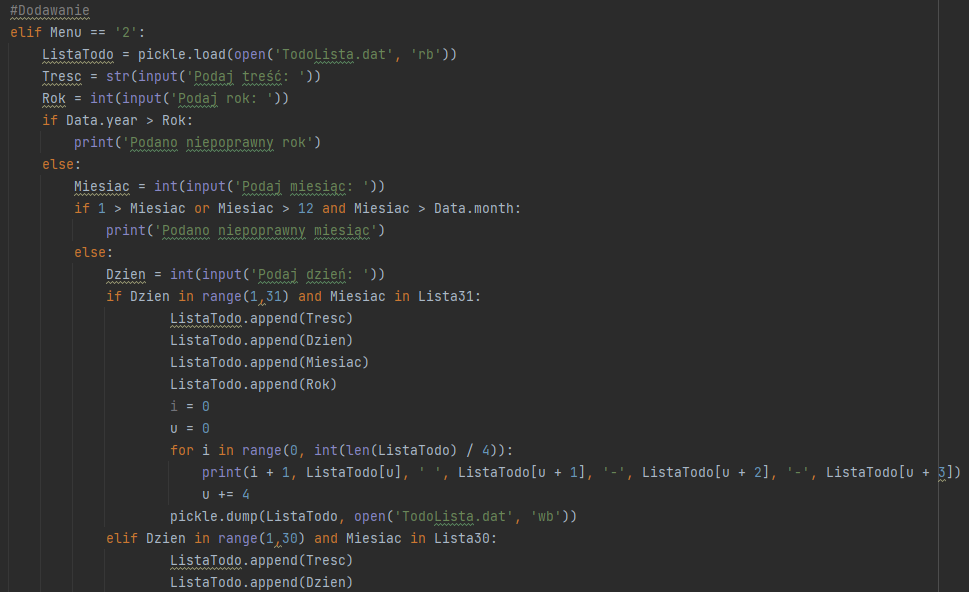 #Dodawanie
elif Menu == '2':
    ListaTodo = pickle.load(open('TodoLista.dat', 'rb'))
    Tresc = str(input('Podaj treść: '))
    Rok = int(input('Podaj rok: '))
    if Data.year > Rok:
        print('Podano niepoprawny rok')
    else:
        Miesiac = int(input('Podaj miesiąc: '))
        if 1 > Miesiac or Miesiac > 12 and Miesiac > Data.month:
            print('Podano niepoprawny miesiąc')
        else:
            Dzien = int(input('Podaj dzień: '))
            if Dzien in range(1,31) and Miesiac in Lista31:
                    ListaTodo.append(Tresc)
                    ListaTodo.append(Dzien)
                    ListaTodo.append(Miesiac)
                    ListaTodo.append(Rok)
                    i = 0
                    u = 0
                    for i in range(0, int(len(ListaTodo) / 4)):
                        print(i + 1, ListaTodo[u], ' ', ListaTodo[u + 1], '-', ListaTodo[u + 2], '-', ListaTodo[u + 3])
                        u += 4
                    pickle.dump(ListaTodo, open('TodoLista.dat', 'wb'))
            elif Dzien in range(1,30) and Miesiac in Lista30:
                    ListaTodo.append(Tresc)
                    ListaTodo.append(Dzien)